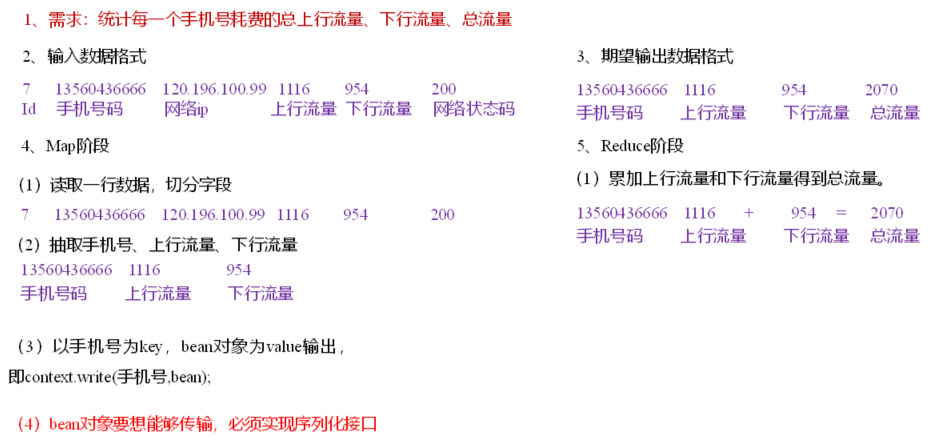 1、需求：统计每一个手机号耗费的总上行流量、下行流量、总流量
2、输入数据格式
7 13560436666 120.196.100.99 1116 954 200
Id 手机号码 网络ip 上行流量 下行流量 网络状态码
3、期望输出数据格式
13560436666 1116 954 2070
手机号码 上行流量 下行流量 总流量
4、Map阶段
（1）读取一行数据，切分字段
7 13560436666 120.196.100.99 1116 954 200
（2）抽取手机号、上行流量、下行流量
13560436666 1116 954
手机号码 上行流量 下行流量
（3）以手机号为key，bean对象为value输出，
即context.write(手机号,bean);
（4）bean对象要想能够传输，必须实现序列化接口
5、Reduce阶段
（1）累加上行流量和下行流量得到总流量。
13560436666 1116 + 954 = 2070
手机号码 上行流量 下行流量 总流量